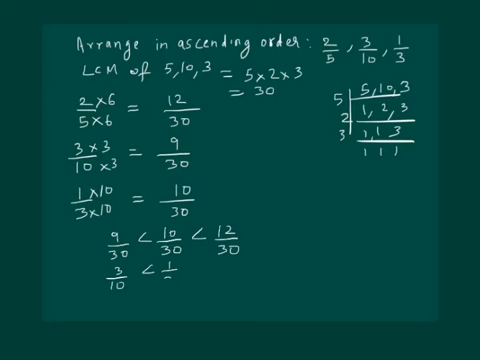 Arrange in ascending order: 2/5, 3/10, 1/3
LCM of 5,10,3 = 5×2×3
= 30
5 | 5, 10, 3
2 | 1, 2, 3
3 | 1, 1 3
1 1 1
2×6/5×6 = 12/30
3×3/10×3 = 9/30
1×10/3×10 = 10/30
9/30 < 10/30 < 12/30
3/10 < 1/